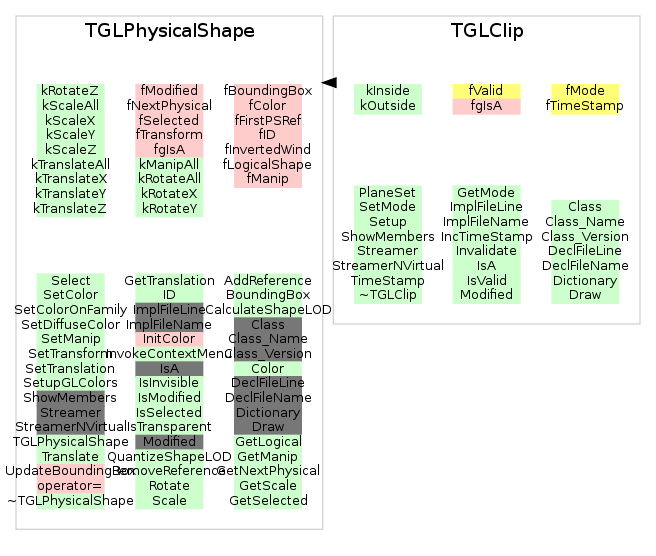 TGLPhysicalShape
kRotateZ fModified fBoundingBox
kScaleAll fNextPhysical fColor
kScaleX fSelected fFirstPSRef
kScaleY fTransform fID
kScaleZ fgIsA fInvertedWind
kTranslateAll kManipAll fLogicalShape
kTranslateX kRotateAll fManip
kTranslateY kRotateX
kTranslateZ kRotateY
Select GetTranslation AddReference
SetColor ID BoundingBox
SetColorOnFamily ImplFileLine CalculateShapeLOD
SetDiffuseColor ImplFileName Class
SetManip InitColor Class_Name
SetTransform InvokeContextMenu Class_Version
SetTranslation IsA Color
SetupGLColors IsInvisible DeclFileLine
ShowMembers IsModified DeclFileName
Streamer IsSelected Dictionary
StreamerNVirtual IsTransparent Draw
TGLPhysicalShape Modified GetLogical
Translate QuantizeShapeLOD GetManip
UpdateBoundingBox RemoveReference GetNextPhysical
operator= Rotate GetScale
~TGLPhysicalShape Scale GetSelected
TGLClip
kInside fValid fMode
kOutside fgIsA fTimeStamp
PlaneSet GetMode
SetMode ImplFileLine Class
Setup ImplFileName Class_Name
ShowMembers IncTimeStamp Class_Version
Streamer Invalidate DeclFileLine
StreamerNVirtual IsA DeclFileName
TimeStamp IsValid Dictionary
~TGLClip Modified Draw